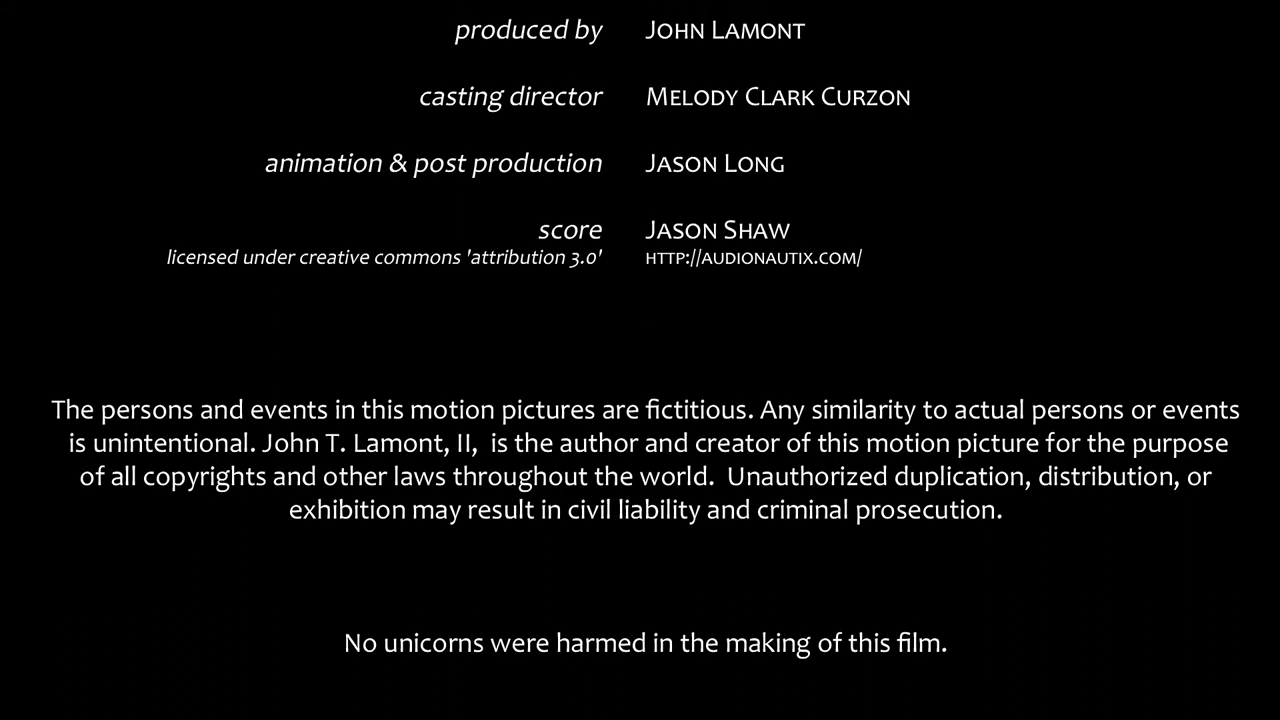 produced by JOHN LAMONT
casting director MELODY CLARK CURZON
animation & post production JASON LONG
score JASON SHAW
licensed under creative commons 'attribution 3.0' HTTP://AUDIONAUTIX.COM/
The persons and events in this motion pictures are fictitious. Any similarity to actual persons or events
is unintentional. John T. Lamont, II, is the author and creator of this motion picture for the purpose
of all copyrights and other laws throughout the world. Unauthorized duplication, distribution, or
exhibition may result in civil liability and criminal prosecution.
No unicorns were harmed in the making of this film.